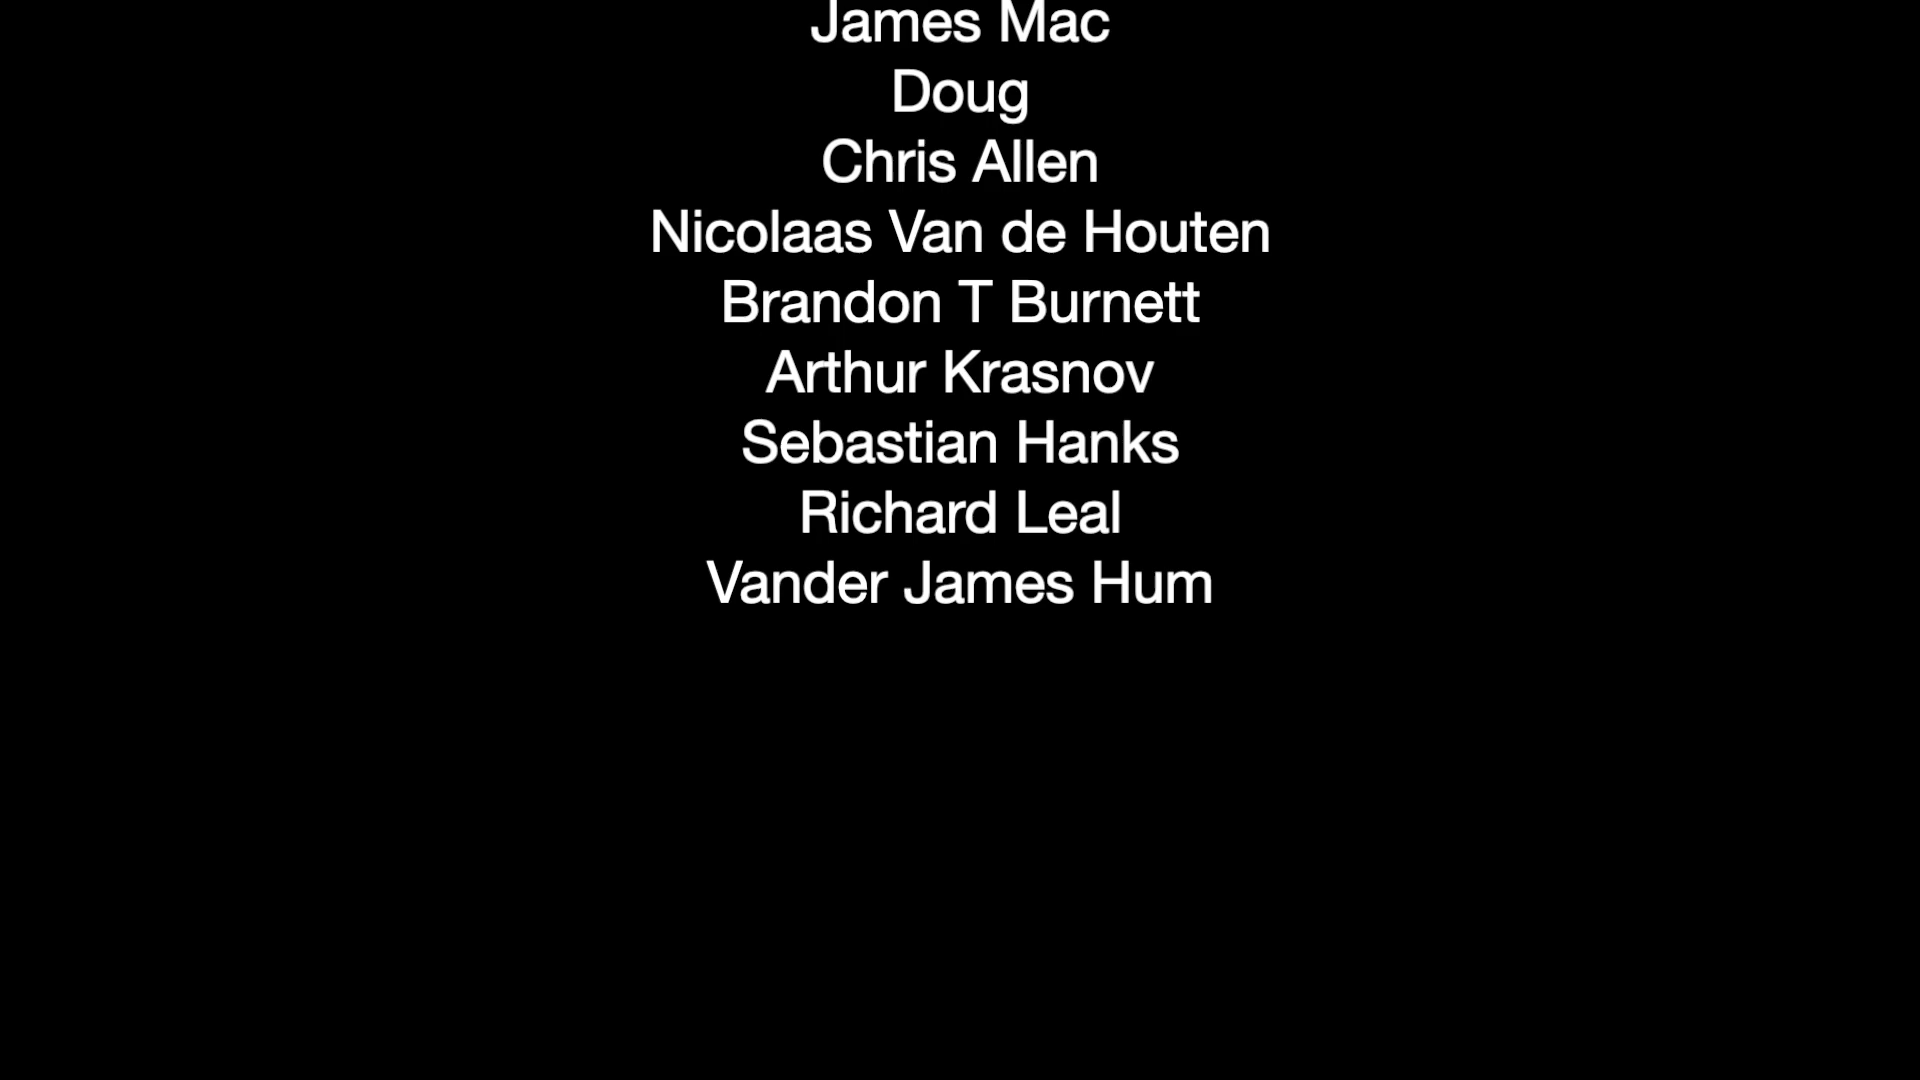 James Mac
Doug
Chris Allen
Nicolaas Van de Houten
Brandon T Burnett
Arthur Krasnov
Sebastian Hanks
Richard Leal
Vander James Hum